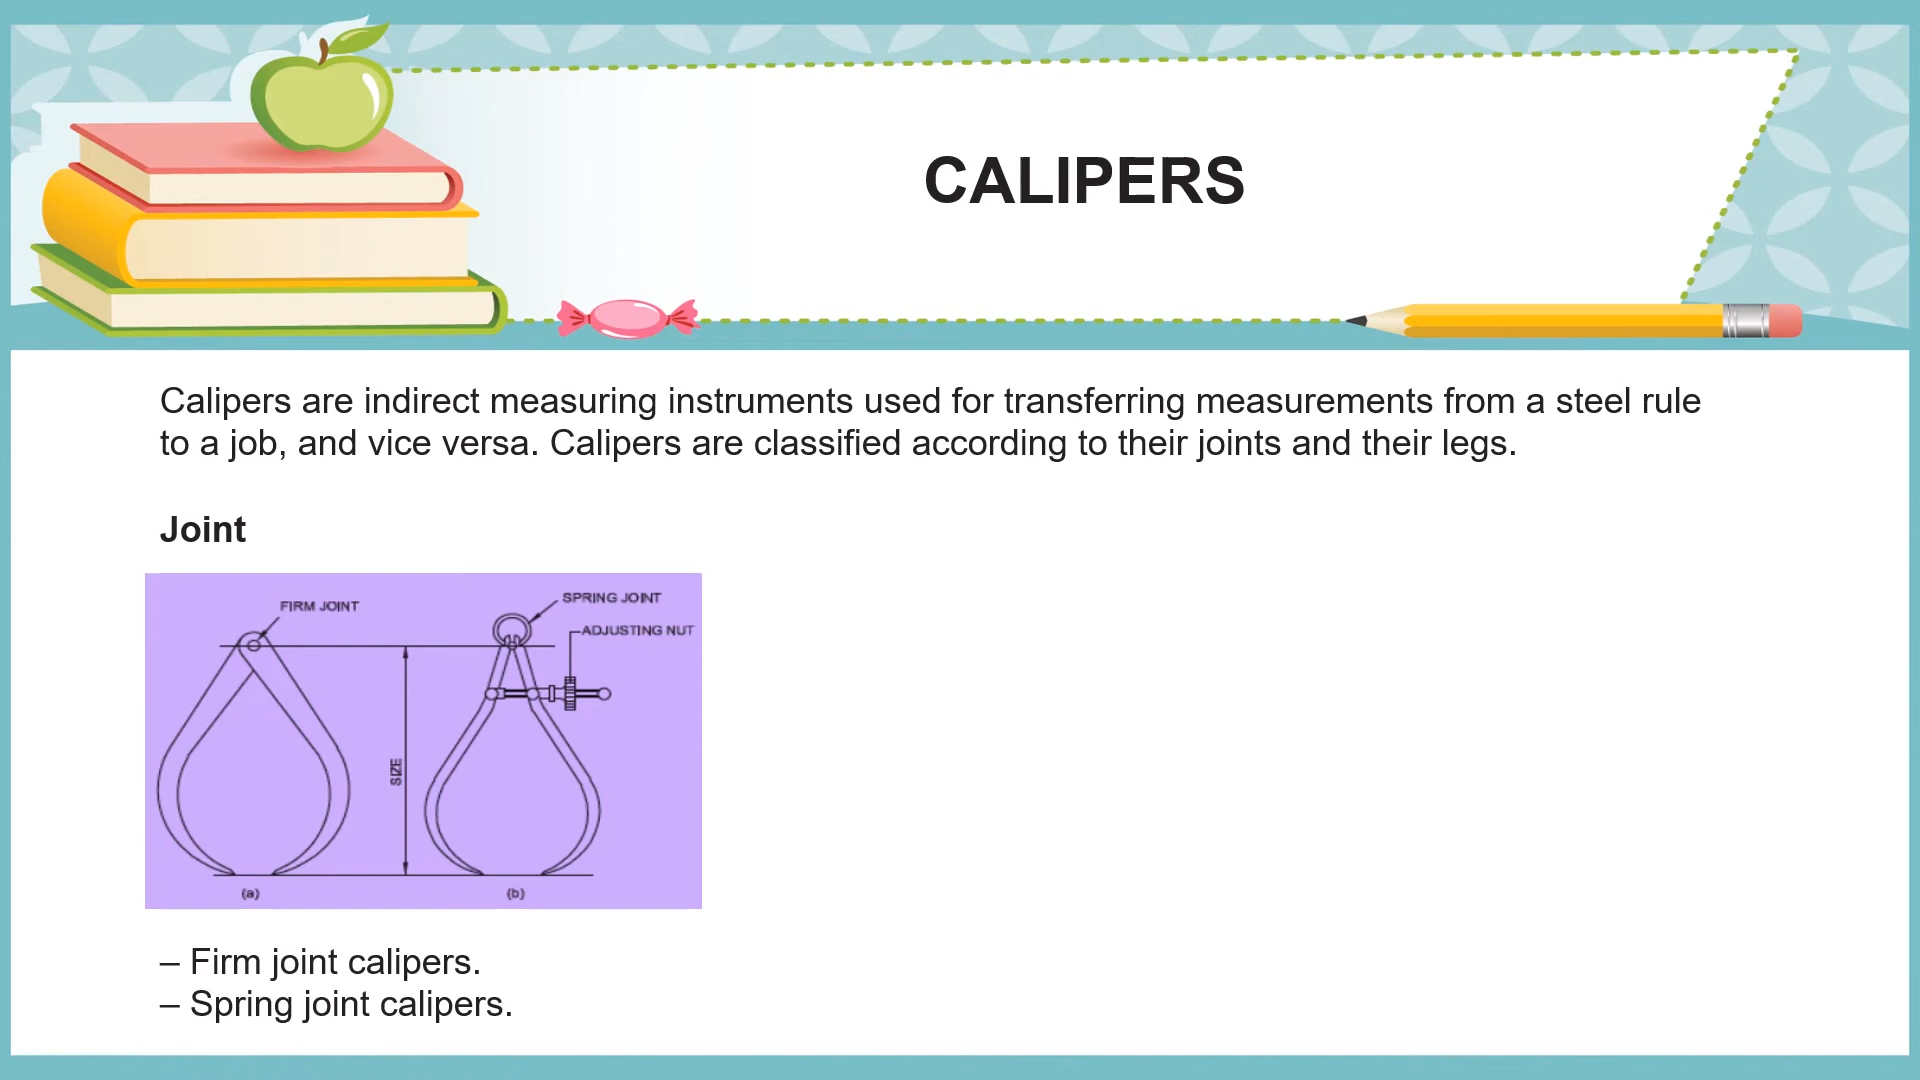 CALIPERS
Calipers are indirect measuring instruments used for transferring measurements from a steel rule
to a job, and vice versa. Calipers are classified according to their joints and their legs.
Joint
FIRM JOINT
SPRING JOINT
ADJUSTING NUT
SIZE
(a)
(b)
– Firm joint calipers.
– Spring joint calipers.